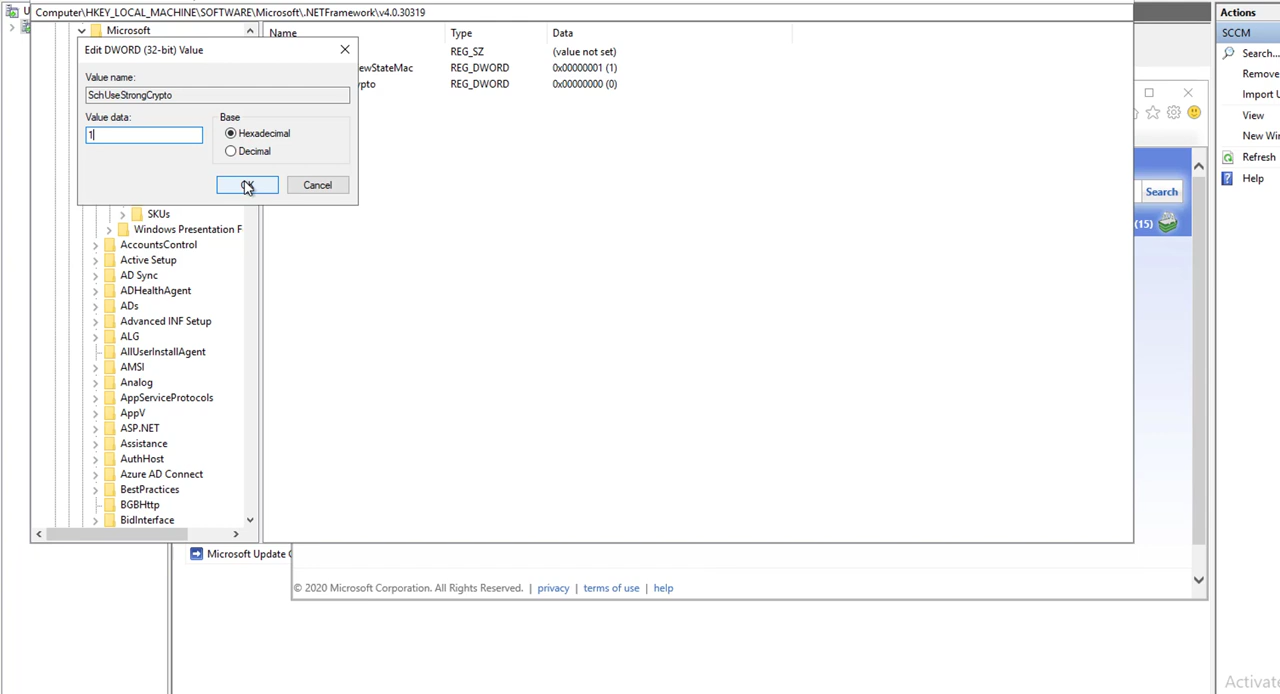 Computer\HKEY_LOCAL_MACHINE\SOFTWARE\Microsoft\.NETFramework\v4.0.30319
Actions
Microsoft
Name
Type
Data
SCCM
Edit DWORD (32-bit) Value
REG_SZ
(value not set)
Search...
ewStateMac
REG_DWORD
0x00000001 (1)
Remove
Value name:
ypto
REG_DWORD
0x00000000 (0)
SchUseStrongCrypto
Import U
Value data:
Base
View
1
Hexadecimal
New Win
Decimal
Refresh
Help
Cancel
Search
SKUs
(15)
Windows Presentation F
AccountsControl
Active Setup
AD Sync
ADHealthAgent
ADs
Advanced INF Setup
ALG
AllUserInstallAgent
AMSI
Analog
AppServiceProtocols
AppV
ASP.NET
Assistance
AuthHost
Azure AD Connect
BestPractices
BGBHttp
BidInterface
Microsoft Update
© 2020 Microsoft Corporation. All Rights Reserved. | privacy | terms of use | help
Activate